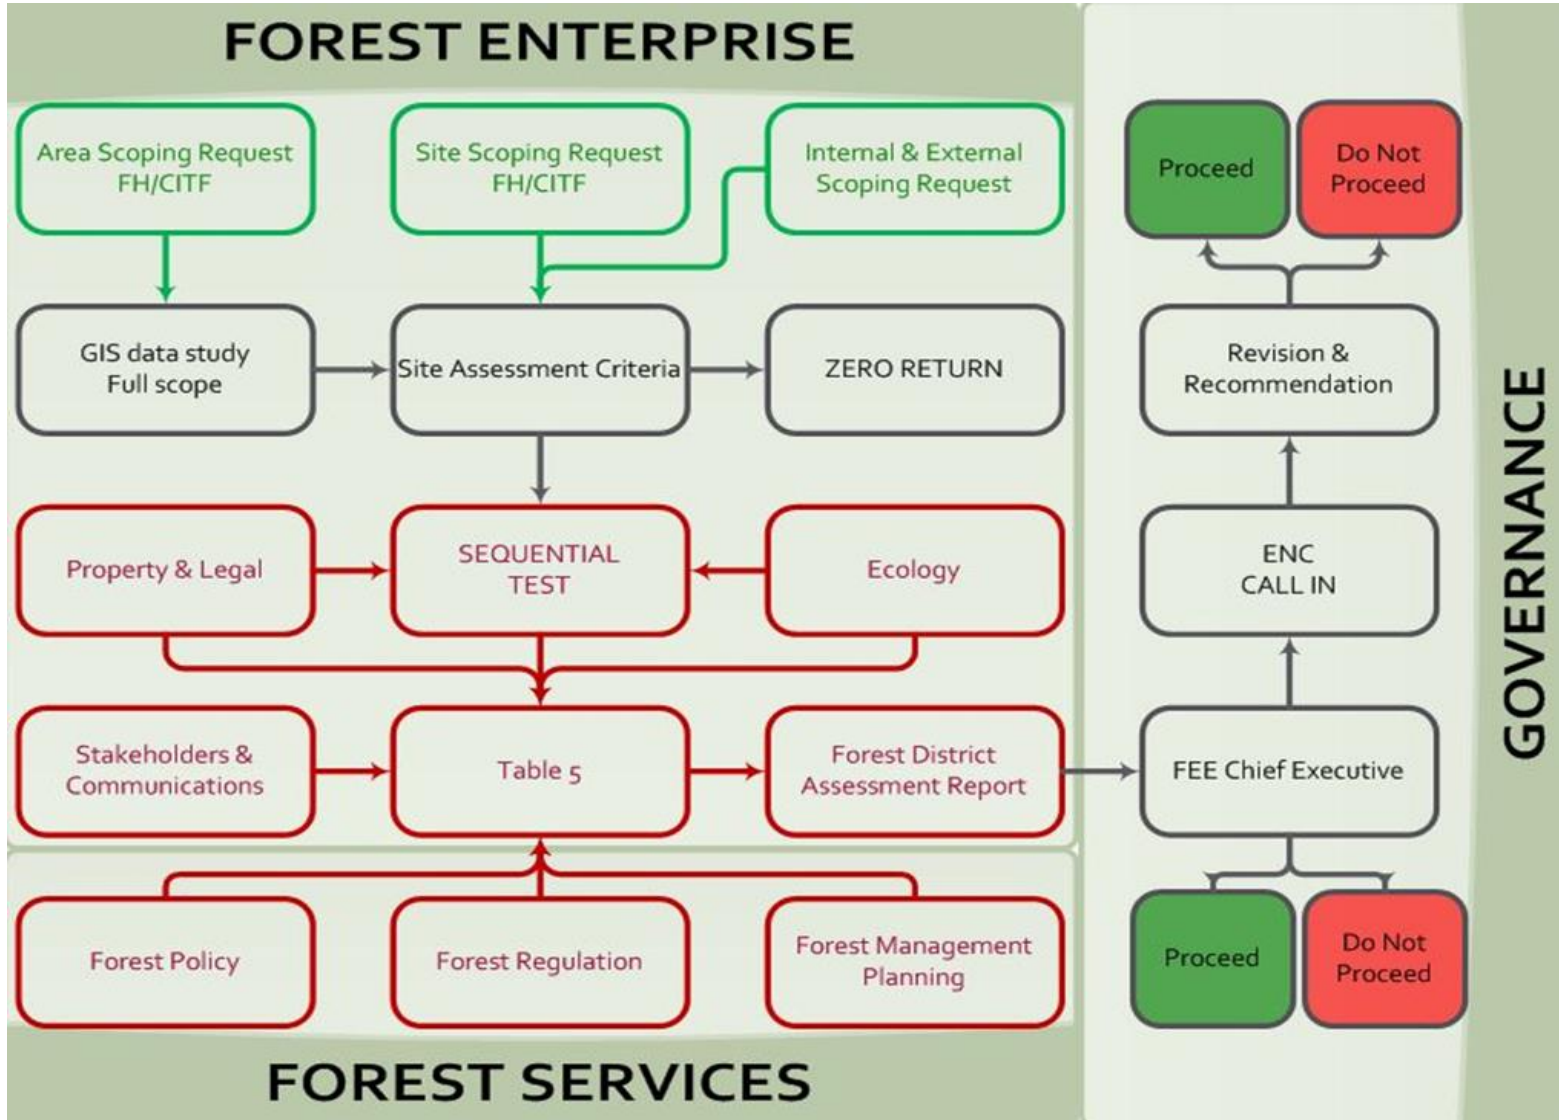 FOREST ENTERPRISE
Area Scoping Request
FH/CITF
Site Scoping Request
FH/CITF
Internal & External
Scoping Request
GIS data study
Full scope
Site Assessment Criteria
ZERO RETURN
Property & Legal
SEQUENTIAL
TEST
Ecology
Stakeholders &
Communications
Table 5
Forest District
Assessment Report
Forest Policy
Forest Regulation
Forest Management
Planning
FOREST SERVICES
Proceed
Do Not
Proceed
Revision &
Recommendation
ENC
CALL IN
FEE Chief Executive
Proceed
Do Not
Proceed
GOVERNANCE